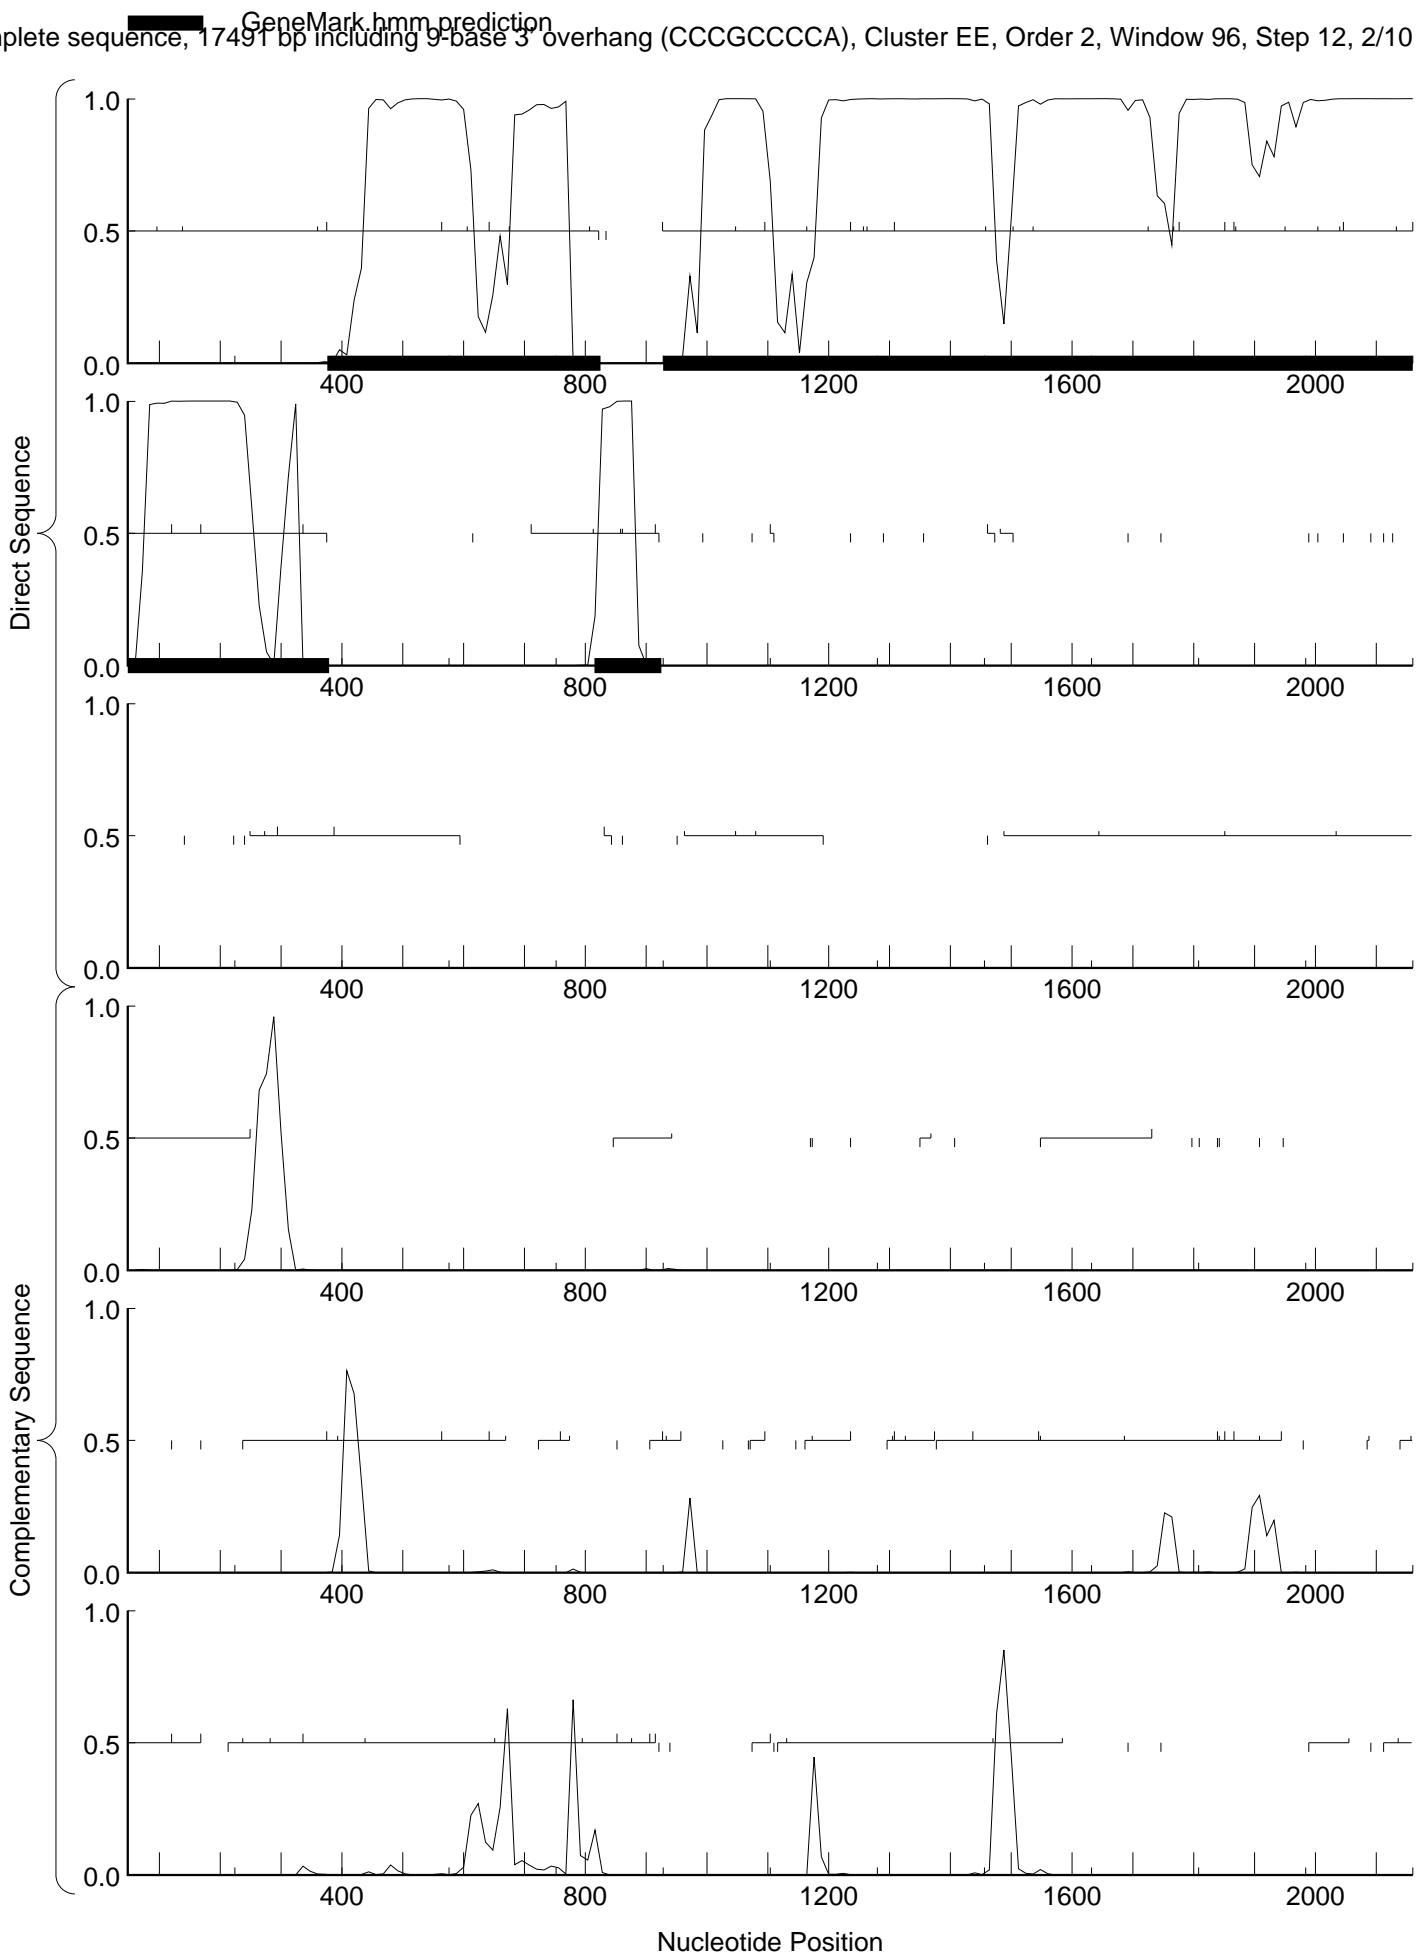 GeneMark.hmm prediction
nplete sequence, 17491 bp including 9-base 3' overhang (CCCGCCCCA), Cluster EE, Order 2, Window 96, Step 12, 2/10
1.0
0.5
0.0
400 800 1200 1600 2000
1.0
0.5
0.0
400 800 1200 1600 2000
1.0
0.5
0.0
400 800 1200 1600 2000
Direct Sequence
1.0
0.5
0.0
400 800 1200 1600 2000
1.0
0.5
0.0
400 800 1200 1600 2000
1.0
0.5
0.0
400 800 1200 1600 2000
Complementary Sequence
Nucleotide Position